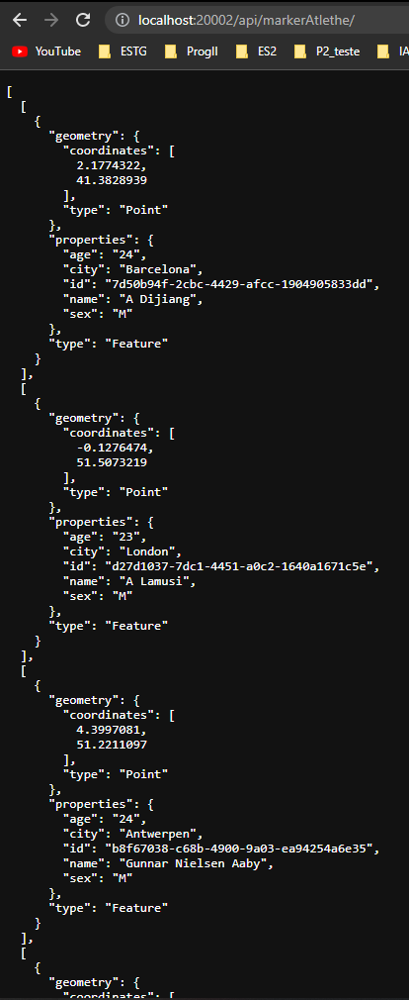 localhost:20002/api/markerAtlethe/
YouTube ESTG ProgII ES2 P2_teste IA
[
  [
    {
      "geometry": {
        "coordinates": [
          2.1774322,
          41.3828939
        ],
        "type": "Point"
      },
      "properties": {
        "age": "24",
        "city": "Barcelona",
        "id": "7d50b94f-2cbc-4429-afcc-1904905833dd",
        "name": "A Dijiang",
        "sex": "M"
      },
      "type": "Feature"
    }
  ],
  [
    {
      "geometry": {
        "coordinates": [
          -0.1276474,
          51.5073219
        ],
        "type": "Point"
      },
      "properties": {
        "age": "23",
        "city": "London",
        "id": "d27d1037-7dc1-4451-a0c2-1640a1671c5e",
        "name": "A Lamusi",
        "sex": "M"
      },
      "type": "Feature"
    }
  ],
  [
    {
      "geometry": {
        "coordinates": [
          4.3997081,
          51.2211097
        ],
        "type": "Point"
      },
      "properties": {
        "age": "24",
        "city": "Antwerpen",
        "id": "b8f67038-c68b-4900-9a03-ea94254a6e35",
        "name": "Gunnar Nielsen Aaby",
        "sex": "M"
      },
      "type": "Feature"
    }
  ],
  [
    {
      "geometry": {
        "coordinates": [